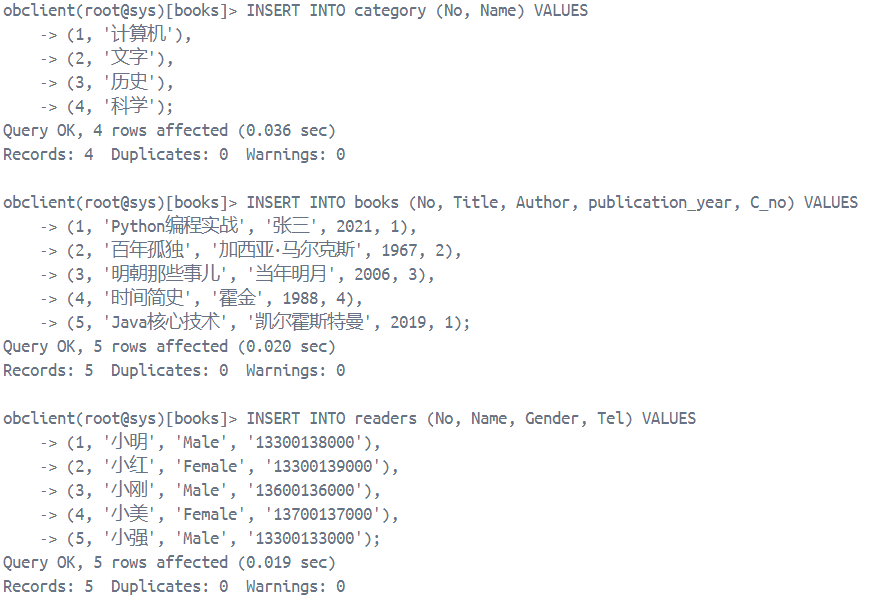 obclient(root@sys)[books]> INSERT INTO category (No, Name) VALUES
    -> (1, '计算机'),
    -> (2, '文字'),
    -> (3, '历史'),
    -> (4, '科学');
Query OK, 4 rows affected (0.036 sec)
Records: 4  Duplicates: 0  Warnings: 0

obclient(root@sys)[books]> INSERT INTO books (No, Title, Author, publication_year, C_no) VALUES
    -> (1, 'Python编程实战', '张三', 2021, 1),
    -> (2, '百年孤独', '加西亚·马尔克斯', 1967, 2),
    -> (3, '明朝那些事儿', '当年明月', 2006, 3),
    -> (4, '时间简史', '霍金', 1988, 4),
    -> (5, 'Java核心技术', '凯尔霍斯特曼', 2019, 1);
Query OK, 5 rows affected (0.020 sec)
Records: 5  Duplicates: 0  Warnings: 0

obclient(root@sys)[books]> INSERT INTO readers (No, Name, Gender, Tel) VALUES
    -> (1, '小明', 'Male', '13300138000'),
    -> (2, '小红', 'Female', '13300139000'),
    -> (3, '小刚', 'Male', '13600136000'),
    -> (4, '小美', 'Female', '13700137000'),
    -> (5, '小强', 'Male', '13300133000');
Query OK, 5 rows affected (0.019 sec)
Records: 5  Duplicates: 0  Warnings: 0